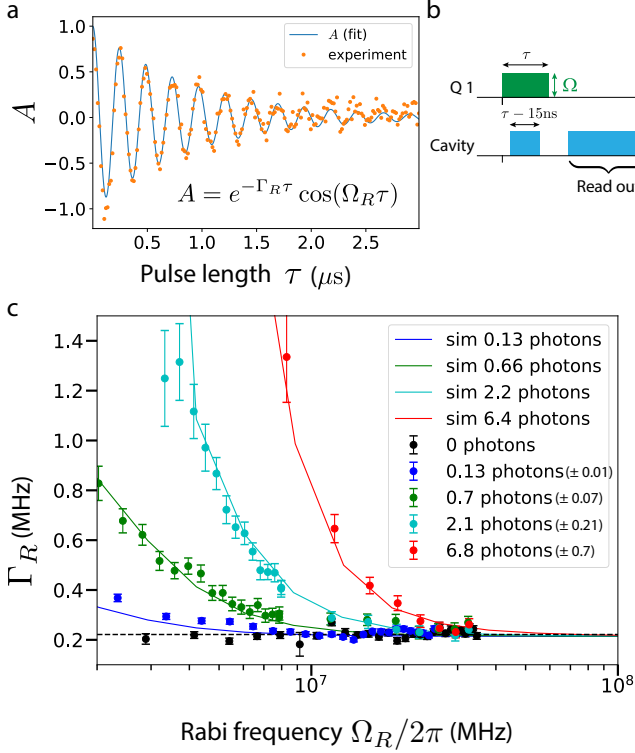 a
A (fit)
experiment
1.0
0.5
0.0
−0.5
−1.0
A
A = e^{−Γ_R τ} cos(Ω_R τ)
0.5 1.0 1.5 2.0 2.5
Pulse length τ (μs)
b
τ
Q 1
Ω
τ − 15ns
Cavity
Read ou
c
sim 0.13 photons
sim 0.66 photons
sim 2.2 photons
sim 6.4 photons
0 photons
0.13 photons (± 0.01)
0.7 photons (± 0.07)
2.1 photons (± 0.21)
6.8 photons (± 0.7)
1.4
1.2
1.0
0.8
0.6
0.4
0.2
Γ_R (MHz)
10^7 10^8
Rabi frequency Ω_R/2π (MHz)